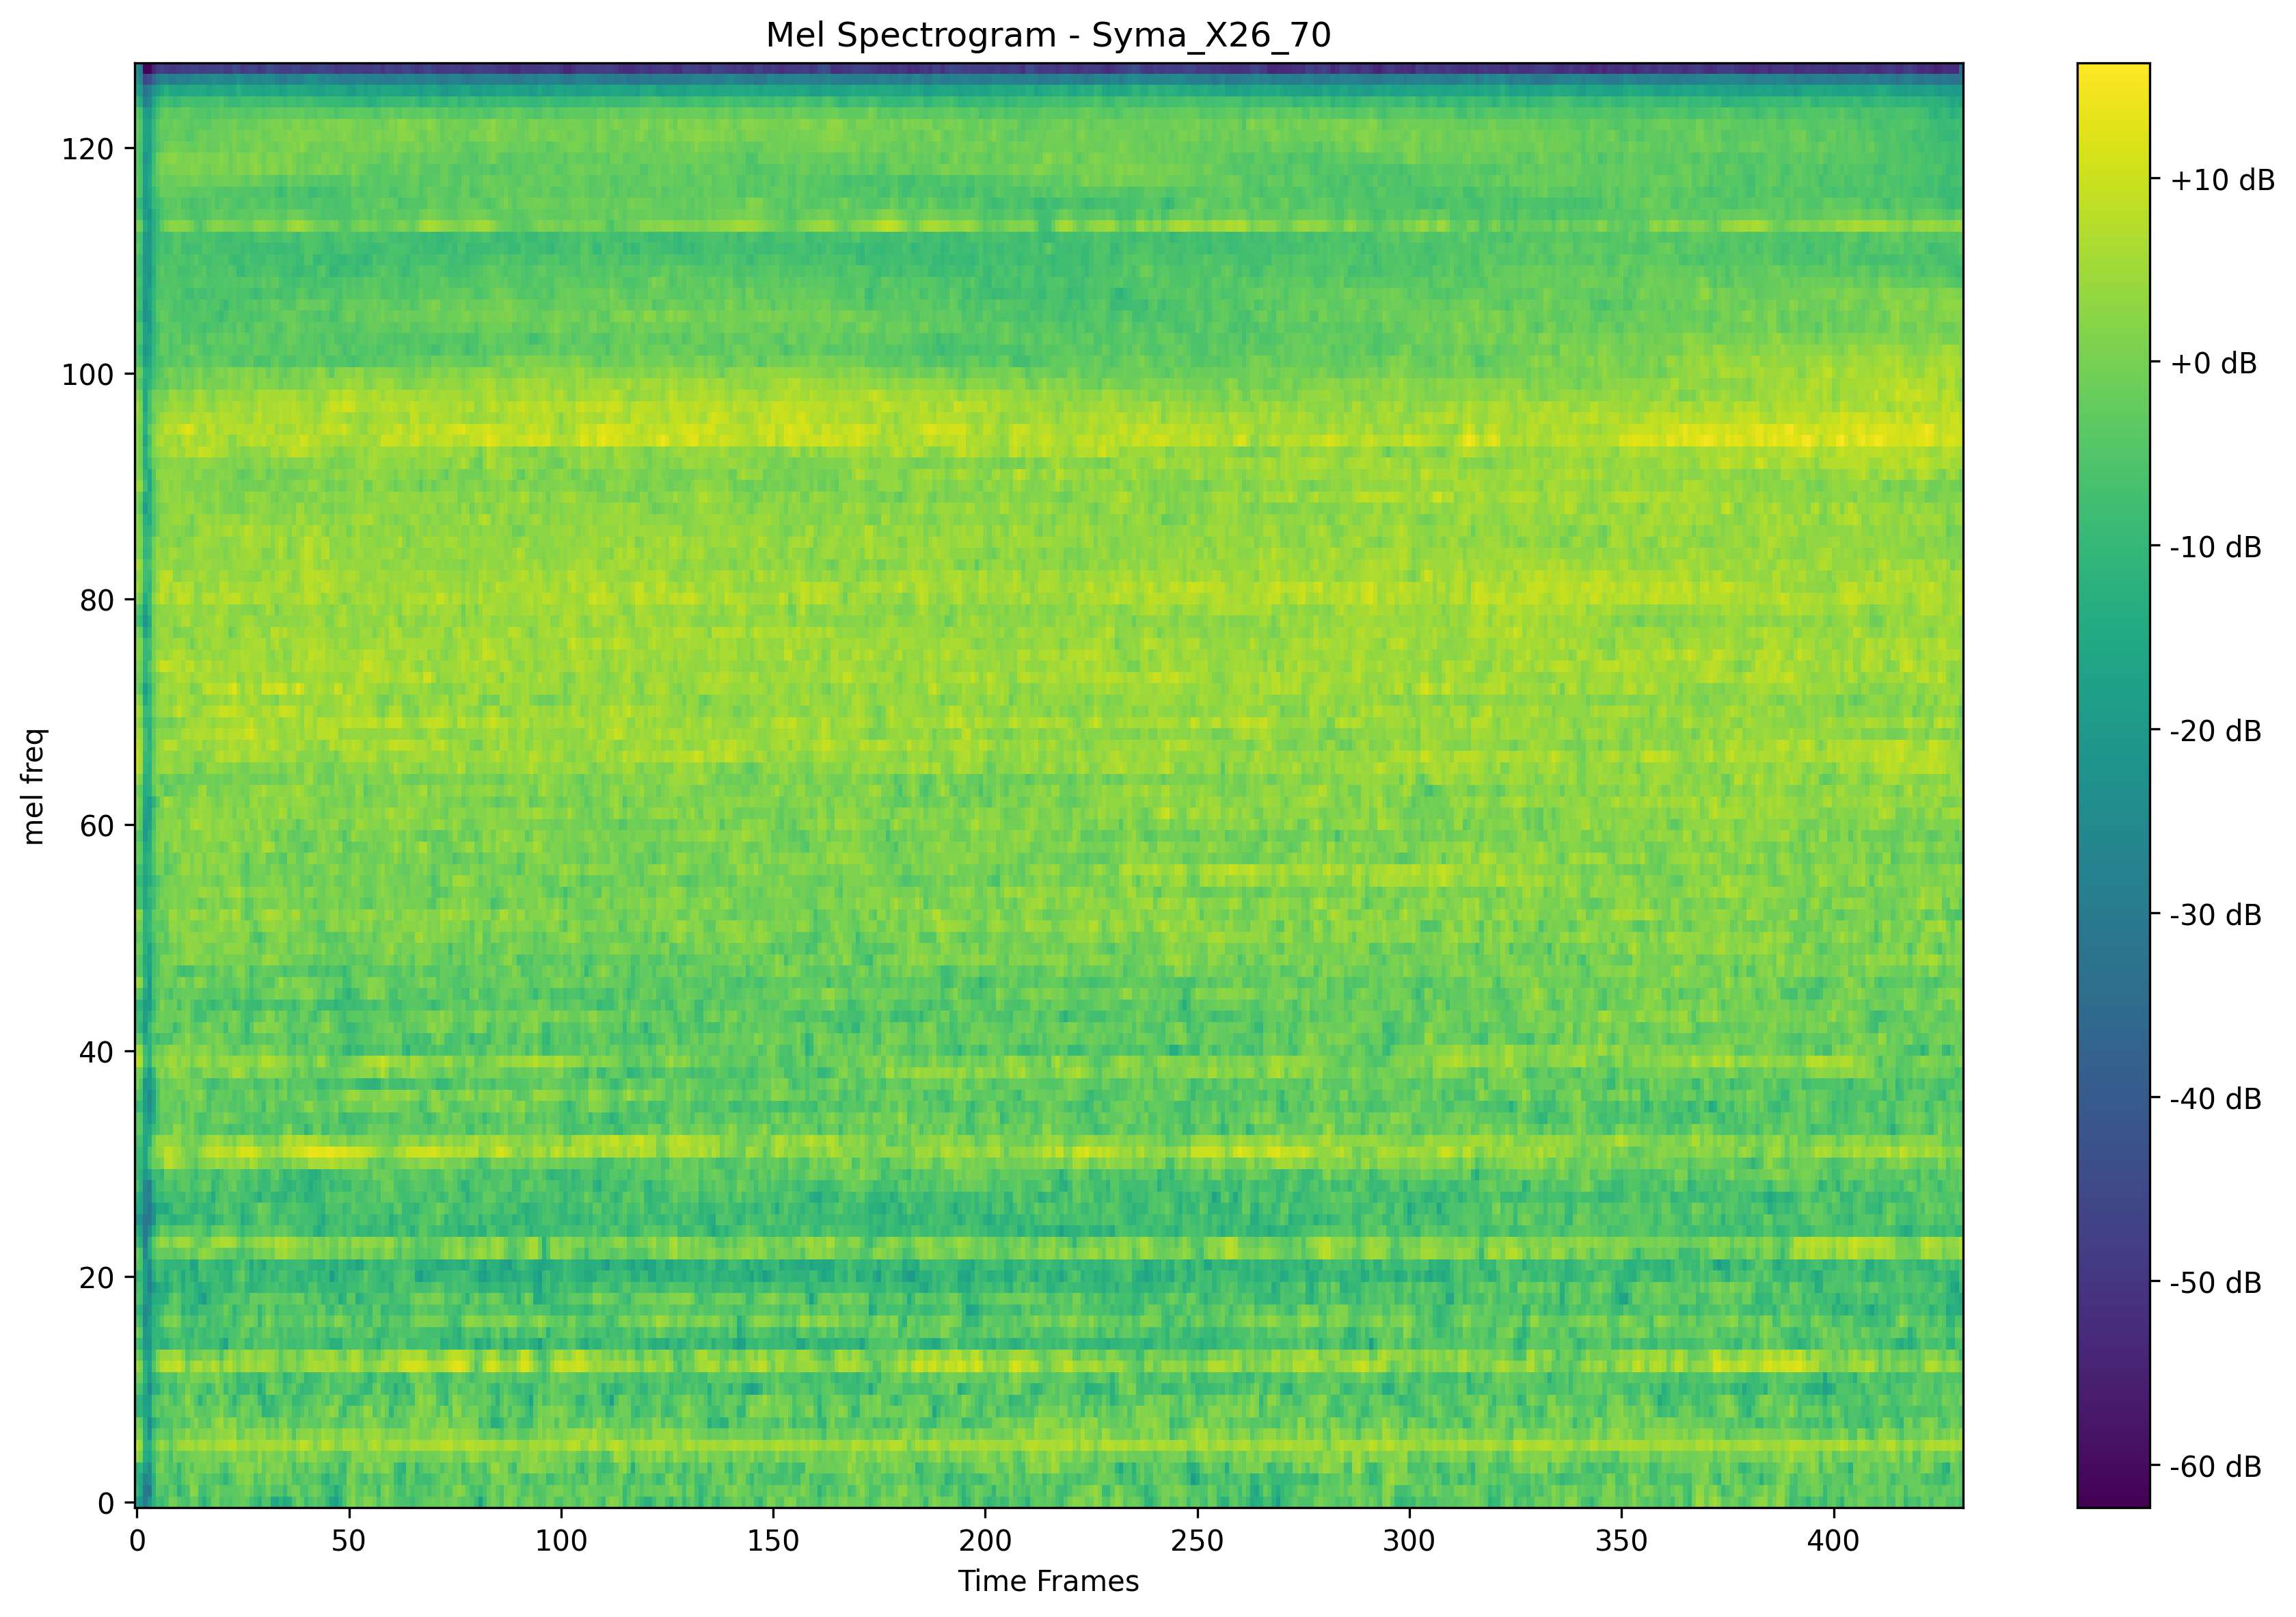 Mel Spectrogram - Syma_X26_70
mel freq
120
100
80
60
40
20
0
0 50 100 150 200 250 300 350 400
Time Frames
+10 dB
+0 dB
-10 dB
-20 dB
-30 dB
-40 dB
-50 dB
-60 dB